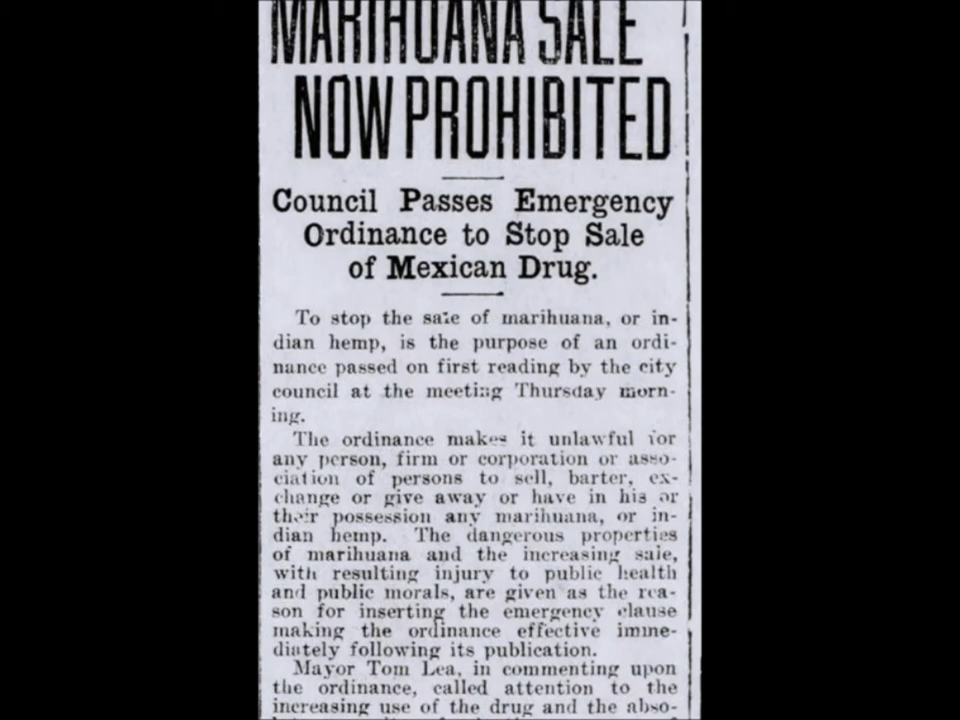 MARIHUANA SALE
NOW PROHIBITED
Council Passes Emergency
Ordinance to Stop Sale
of Mexican Drug.
To stop the sale of marihuana, or in-
dian hemp, is the purpose of an ordi-
nance passed on first reading by the city
council at the meeting Thursday morn-
ing.
The ordinance makes it unlawful for
any person, firm or corporation or asso-
ciation of persons to sell, barter, ex-
change or give away or have in his or
their possession any marihuana, or in-
dian hemp. The dangerous properties
of marihuana and the increasing sale,
with resulting injury to public health
and public morals, are given as the rea-
son for inserting the emergency clause
making the ordinance effective imme-
diately following its publication.
Mayor Tom Lea, in commenting upon
the ordinance, called attention to the
increasing use of the drug and the abso-